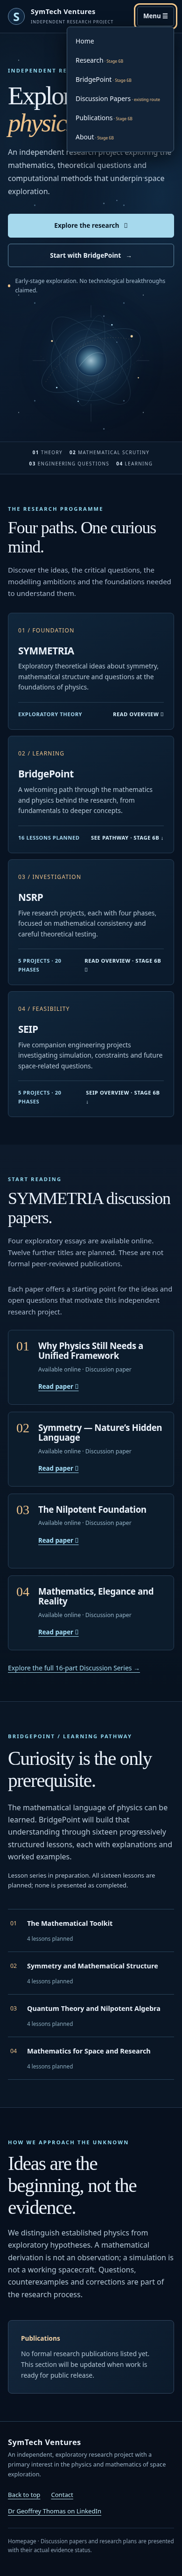 S SymTech Ventures
INDEPENDENT RESEARCH PROJECT
Menu ☰
Home
Research · Stage 6B
BridgePoint · Stage 6B
Discussion Papers · existing route
Publications · Stage 6B
About · Stage 6B
INDEPENDENT RE
Explo
physic
An independent research project exploring the
mathematics, theoretical questions and
computational methods that underpin space
exploration.
Explore the research
Start with BridgePoint →
Early-stage exploration. No technological breakthroughs
claimed.
01 THEORY 02 MATHEMATICAL SCRUTINY
03 ENGINEERING QUESTIONS 04 LEARNING
THE RESEARCH PROGRAMME
Four paths. One curious
mind.
Discover the ideas, the critical questions, the
modelling ambitions and the foundations needed
to understand them.
01 / FOUNDATION
SYMMETRIA
Exploratory theoretical ideas about symmetry,
mathematical structure and questions at the
foundations of physics.
EXPLORATORY THEORY READ OVERVIEW
02 / LEARNING
BridgePoint
A welcoming path through the mathematics
and physics behind the research, from
fundamentals to deeper concepts.
16 LESSONS PLANNED SEE PATHWAY · STAGE 6B ↓
03 / INVESTIGATION
NSRP
Five research projects, each with four phases,
focused on mathematical consistency and
careful theoretical testing.
5 PROJECTS · 20 READ OVERVIEW · STAGE 6B
PHASES
04 / FEASIBILITY
SEIP
Five companion engineering projects
investigating simulation, constraints and future
space-related questions.
5 PROJECTS · 20 SEIP OVERVIEW · STAGE 6B
PHASES ↓
START READING
SYMMETRIA discussion
papers.
Four exploratory essays are available online.
Twelve further titles are planned. These are not
formal peer-reviewed publications.
Each paper offers a starting point for the ideas and
open questions that motivate this independent
research project.
01 Why Physics Still Needs a
Unified Framework
Available online · Discussion paper
Read paper
02 Symmetry — Nature's Hidden
Language
Available online · Discussion paper
Read paper
03 The Nilpotent Foundation
Available online · Discussion paper
Read paper
04 Mathematics, Elegance and
Reality
Available online · Discussion paper
Read paper
Explore the full 16-part Discussion Series →
BRIDGEPOINT / LEARNING PATHWAY
Curiosity is the only
prerequisite.
The mathematical language of physics can be
learned. BridgePoint will build that
understanding through sixteen progressively
structured lessons, each with explanations and
worked examples.
Lesson series in preparation. All sixteen lessons are
planned; none is presented as completed.
01 The Mathematical Toolkit
4 lessons planned
02 Symmetry and Mathematical Structure
4 lessons planned
03 Quantum Theory and Nilpotent Algebra
4 lessons planned
04 Mathematics for Space and Research
4 lessons planned
HOW WE APPROACH THE UNKNOWN
Ideas are the
beginning, not the
evidence.
We distinguish established physics from
exploratory hypotheses. A mathematical
derivation is not an observation; a simulation is
not a working spacecraft. Questions,
counterexamples and corrections are part of
the research process.
Publications
No formal research publications listed yet.
This section will be updated when work is
ready for public release.
SymTech Ventures
An independent, exploratory research project with a
primary interest in the physics and mathematics of space
exploration.
Back to top Contact
Dr Geoffrey Thomas on LinkedIn
Homepage · Discussion papers and research plans are presented
with their actual evidence status.